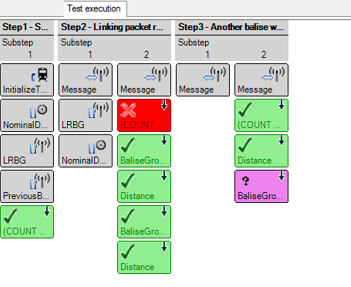 Test execution
Step1 - S...
Step2 - Linking packet r...
Step3 - Another balise w...
Substep
Substep
Substep
1
1
2
1
2
InitializeT...
Message
Message
Message
Message
NominalD...
LRBG
(COUNT
(COUNT ...
LRBG
NominalD...
BaliseGro...
Distance
PreviousB...
Distance
BaliseGro...
(COUNT ...
BaliseGro...
Distance